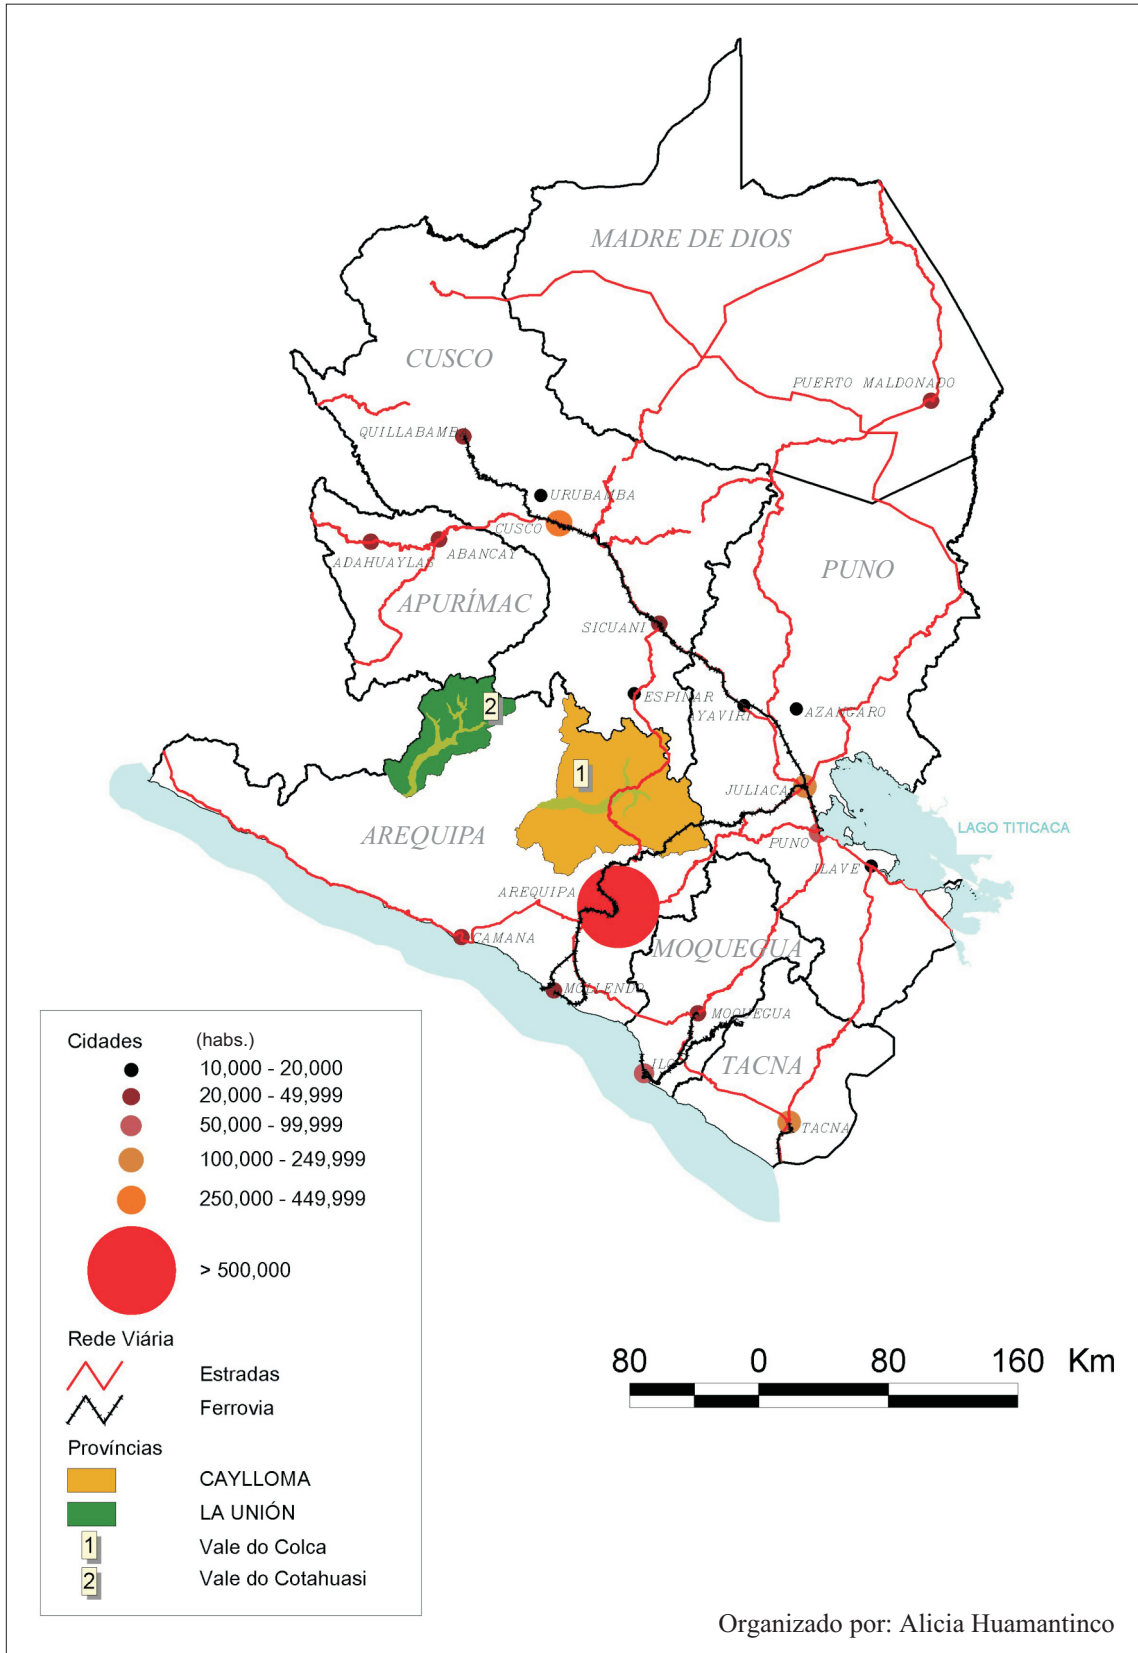 MADRE DE DIOS
CUSCO
PUERTO MALDONADO
QUILLABAMB
URUBAMBA
CUSCO
ADAHUAYLAS
ABANCAY
APURÍMAC
PUNO
SICUANI
ESPINAR
AYAVIRI
AZANGARO
2
1
JULIACA
AREQUIPA
PUNO
LAGO TITICACA
ILAVE
AREQUIPA
CAMANA
MOQUEGUA
MOLLENDO
MOQUEGUA
ILO
TACNA
TACNA
Cidades (habs.)
10,000 - 20,000
20,000 - 49,999
50,000 - 99,999
100,000 - 249,999
250,000 - 449,999
> 500,000
Rede Viária
Estradas
Ferrovia
Províncias
CAYLLOMA
LA UNIÓN
1 Vale do Colca
2 Vale do Cotahuasi
80 0 80 160 Km
Organizado por: Alicia Huamantinco